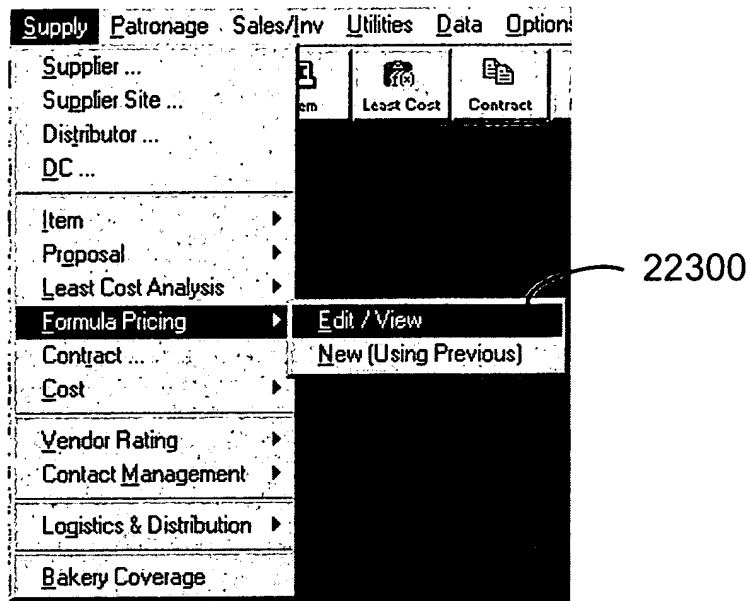 Supply Patronage Sales/Inv Utilities Data
Supplier ...
Supplier Site ...
Distributor ...
DC ...
Least Cost
Contract
Item
Proposal
Least Cost Analysis
Formula Pricing
Edit / View
22300
Contract ...
New (Using Previous)
Cost
Vendor Rating
Contact Management
Logistics & Distribution
Bakery Coverage